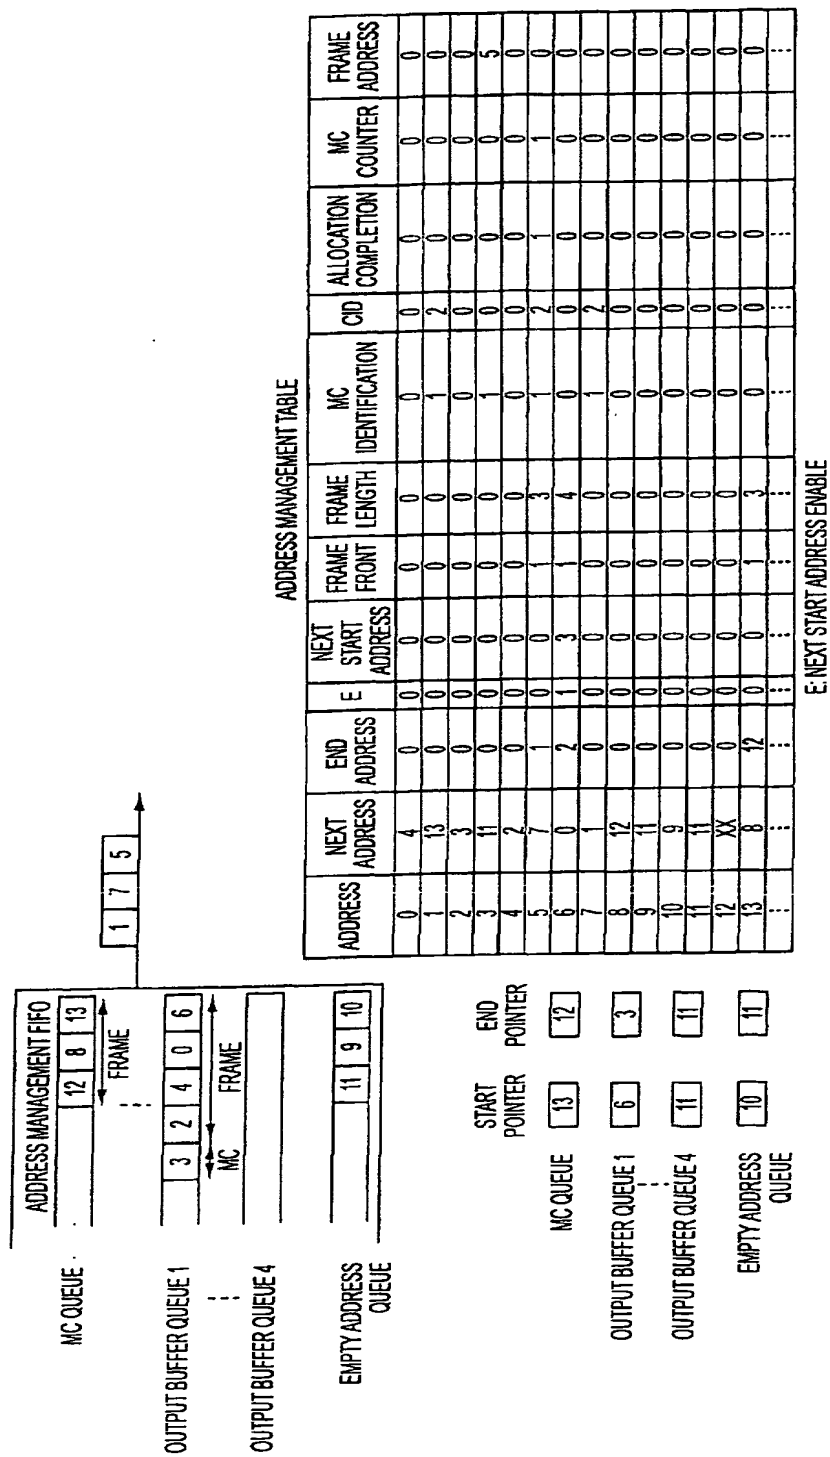 ADDRESS MANAGEMENT FIFO
MC QUEUE 12 8 13
FRAME
OUTPUT BUFFER QUEUE 1 3 2 4 0 6
MC FRAME
OUTPUT BUFFER QUEUE 4
EMPTY ADDRESS QUEUE 11 9 10
1 7 5
START POINTER END POINTER
MC QUEUE 13 12
OUTPUT BUFFER QUEUE 1 6 3
OUTPUT BUFFER QUEUE 4 11 11
EMPTY ADDRESS QUEUE 10 11
ADDRESS MANAGEMENT TABLE
ADDRESS NEXT ADDRESS END ADDRESS E NEXT START ADDRESS FRAME FRONT FRAME LENGTH MC IDENTIFICATION CID ALLOCATION COMPLETION MC COUNTER FRAME ADDRESS
0 4 0 0 0 0 0 0 0 0 0 0
1 13 0 0 0 0 0 1 2 0 0 0
2 3 0 0 0 0 0 0 0 0 0 0
3 11 0 0 0 0 0 1 0 0 0 5
4 2 0 0 0 0 0 0 0 0 0 0
5 7 1 0 0 1 3 1 2 1 1 0
6 0 2 1 3 1 4 0 0 0 0 0
7 1 0 0 0 0 0 1 2 0 0 0
8 12 0 0 0 0 0 0 0 0 0 0
9 11 0 0 0 0 0 0 0 0 0 0
10 9 0 0 0 0 0 0 0 0 0 0
11 11 0 0 0 0 0 0 0 0 0 0
12 XX 0 0 0 0 0 0 0 0 0 0
13 8 12 0 0 1 3 0 0 0 0 0
E: NEXT START ADDRESS ENABLE